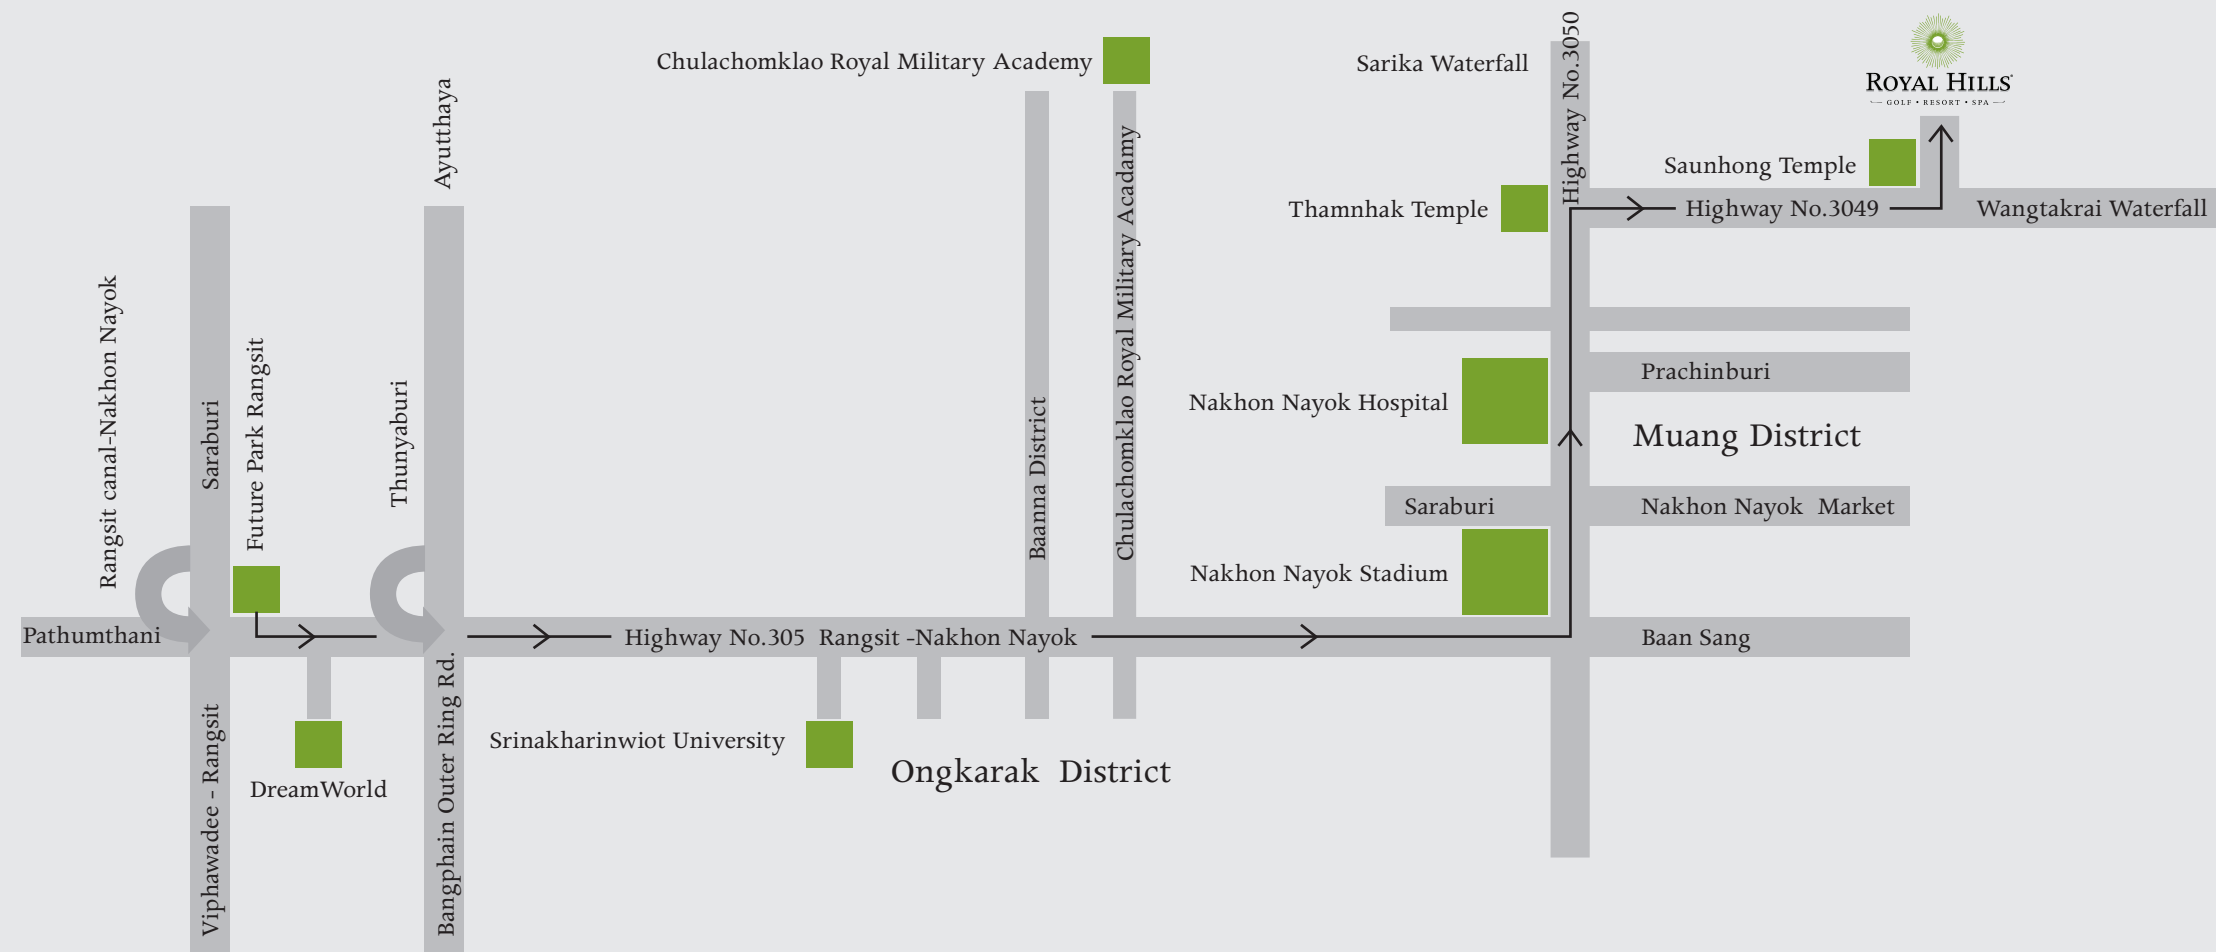 Chulachomklao Royal Military Academy
Sarika Waterfall
Highway No.3050
ROYAL HILLS
GOLF • RESORT • SPA
Ayutthaya
Saunhong Temple
Thamnhak Temple
Highway No.3049
Wangtakrai Waterfall
Rangsit canal-Nakhon Nayok
Saraburi
Future Park Rangsit
Thunyaburi
Baanna District
Chulachomklao Royal Military Acadamy
Prachinburi
Nakhon Nayok Hospital
Muang District
Saraburi
Nakhon Nayok Market
Nakhon Nayok Stadium
Pathumthani
Highway No.305 Rangsit -Nakhon Nayok
Baan Sang
Viphawadee - Rangsit
DreamWorld
Bangphain Outer Ring Rd.
Srinakharinwiot University
Ongkarak District